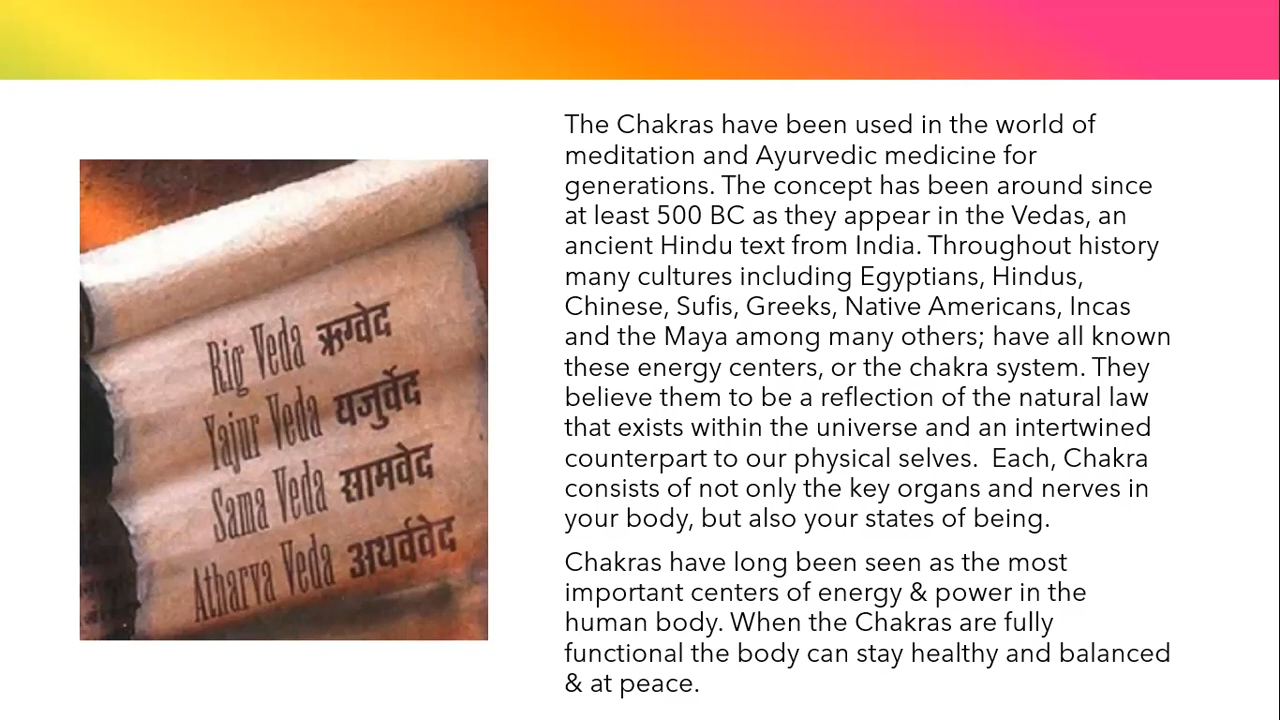 Rig Veda ऋग्वेद
Yajur Veda यजुर्वेद
Sama Veda सामवेद
Atharva Veda अथर्ववेद
The Chakras have been used in the world of
meditation and Ayurvedic medicine for
generations. The concept has been around since
at least 500 BC as they appear in the Vedas, an
ancient Hindu text from India. Throughout history
many cultures including Egyptians, Hindus,
Chinese, Sufis, Greeks, Native Americans, Incas
and the Maya among many others; have all known
these energy centers, or the chakra system. They
believe them to be a reflection of the natural law
that exists within the universe and an intertwined
counterpart to our physical selves.  Each, Chakra
consists of not only the key organs and nerves in
your body, but also your states of being.
Chakras have long been seen as the most
important centers of energy & power in the
human body. When the Chakras are fully
functional the body can stay healthy and balanced
& at peace.